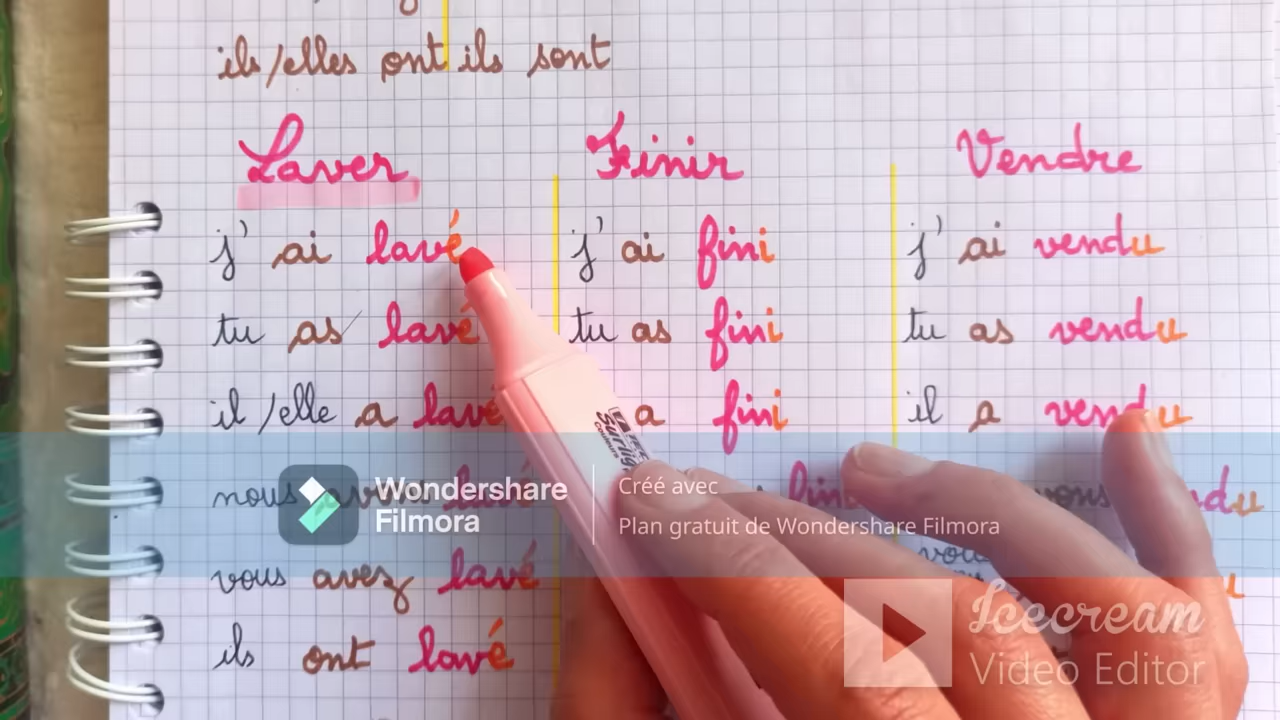 ils/elles ont ils sont
Laver Finir Vendre
j' ai lavé j' ai fini j' ai vendu
tu as lavé tu as fini tu as vendu
il/elle a lavé a fini il a vendu
nous lavé
vous avez lavé
ils ont lavé
Wondershare
Filmora
Créé avec
Plan gratuit de Wondershare Filmora
Icecream
Video Editor